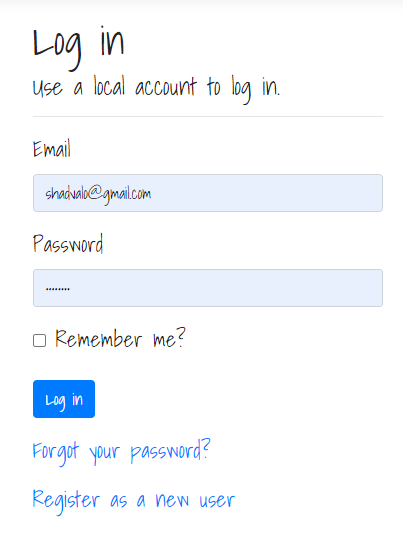 Log in
Use a local account to log in.
Email
shadvalo@gmail.com
Password
••••••••
Remember me?
Log in
Forgot your password?
Register as a new user